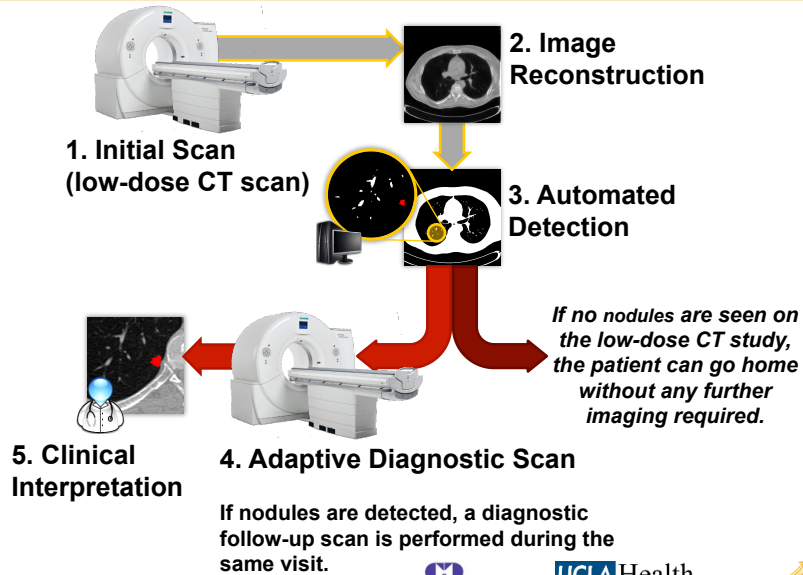 2. Image
Reconstruction
1. Initial Scan
(low-dose CT scan)
3. Automated
Detection
If no nodules are seen on
the low-dose CT study,
the patient can go home
without any further
imaging required.
5. Clinical
Interpretation
4. Adaptive Diagnostic Scan
If nodules are detected, a diagnostic
follow-up scan is performed during the
same visit.
UCLA Health